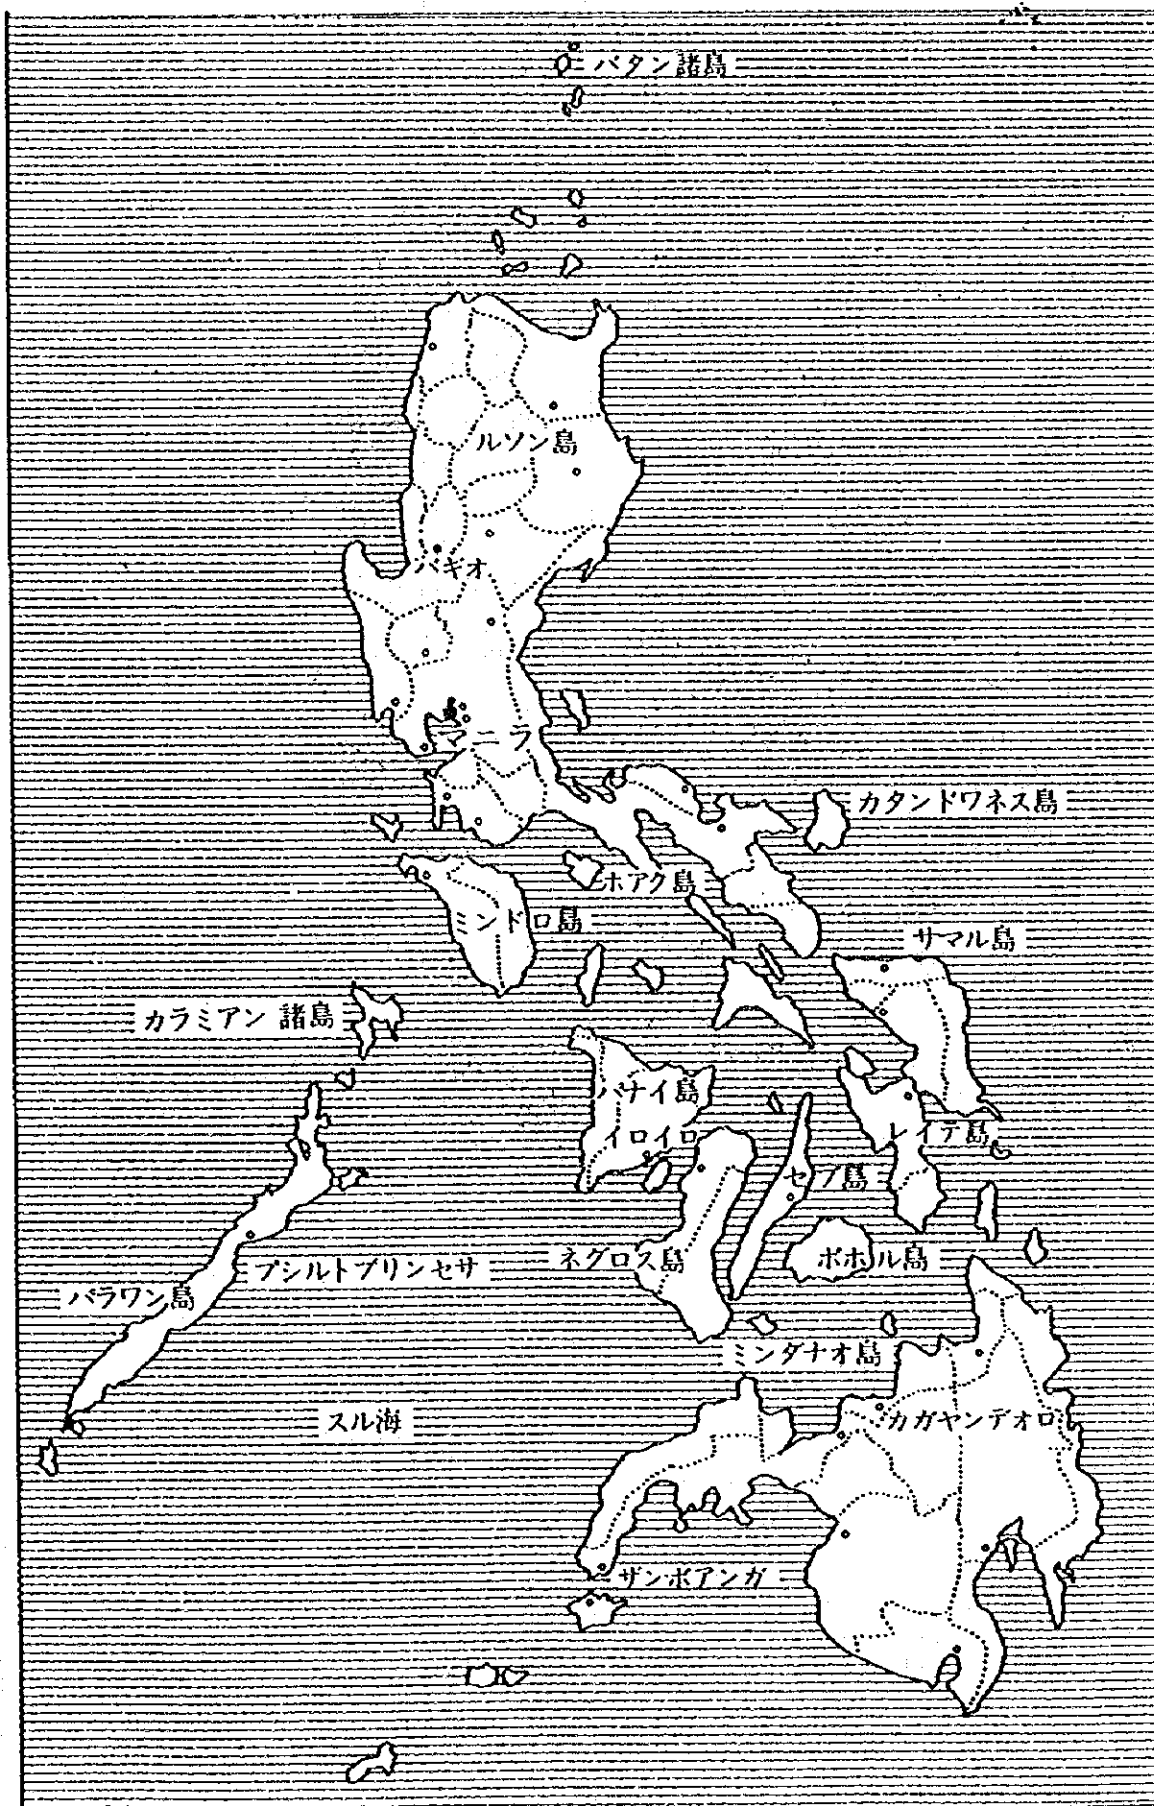 バタン諸島
ルソン島
バギオ
マニラ
カタンドワネス島
ホアク島
ミンドロ島
サマル島
カラミアン諸島
パナイ島
イロイロ
レイテ島
セブ島
ネグロス島
ボホル島
プシルトプリンセサ
パラワン島
ミンダナオ島
スル海
カガヤンデオロ
ザンボアンガ